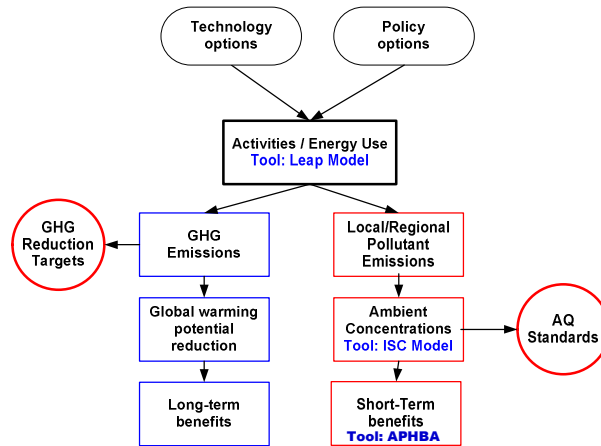 Technology
options
Policy
options
Activities / Energy Use
Tool: Leap Model
GHG
Reduction
Targets
GHG
Emissions
Local/Regional
Pollutant
Emissions
Global warming
potential
reduction
Ambient
Concentrations
Tool: ISC Model
AQ
Standards
Long-term
benefits
Short-Term
benefits
Tool: APHBA